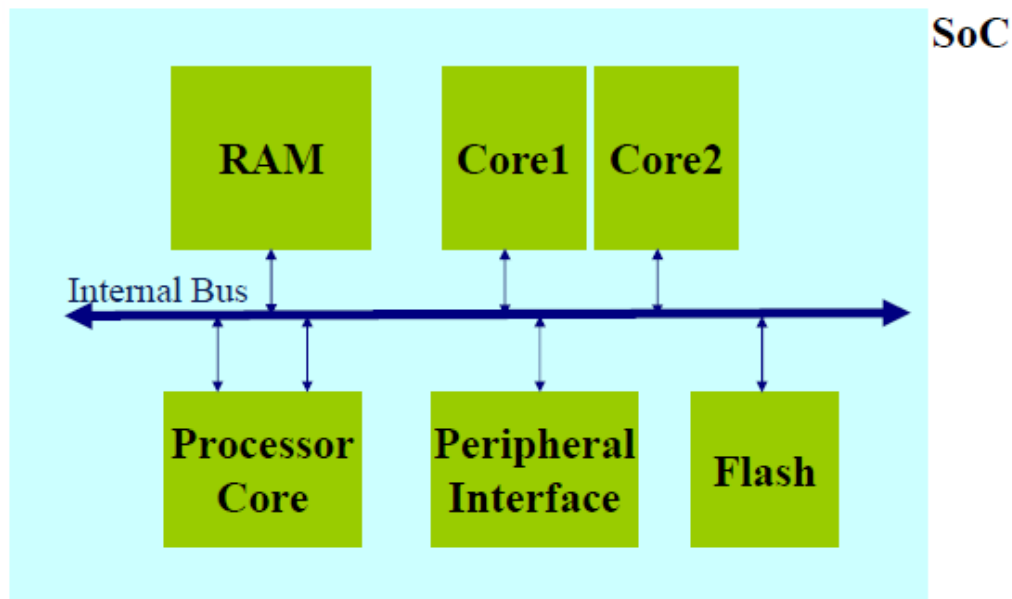 SoC
RAM
Core1
Core2
Internal Bus
Processor
Core
Peripheral
Interface
Flash